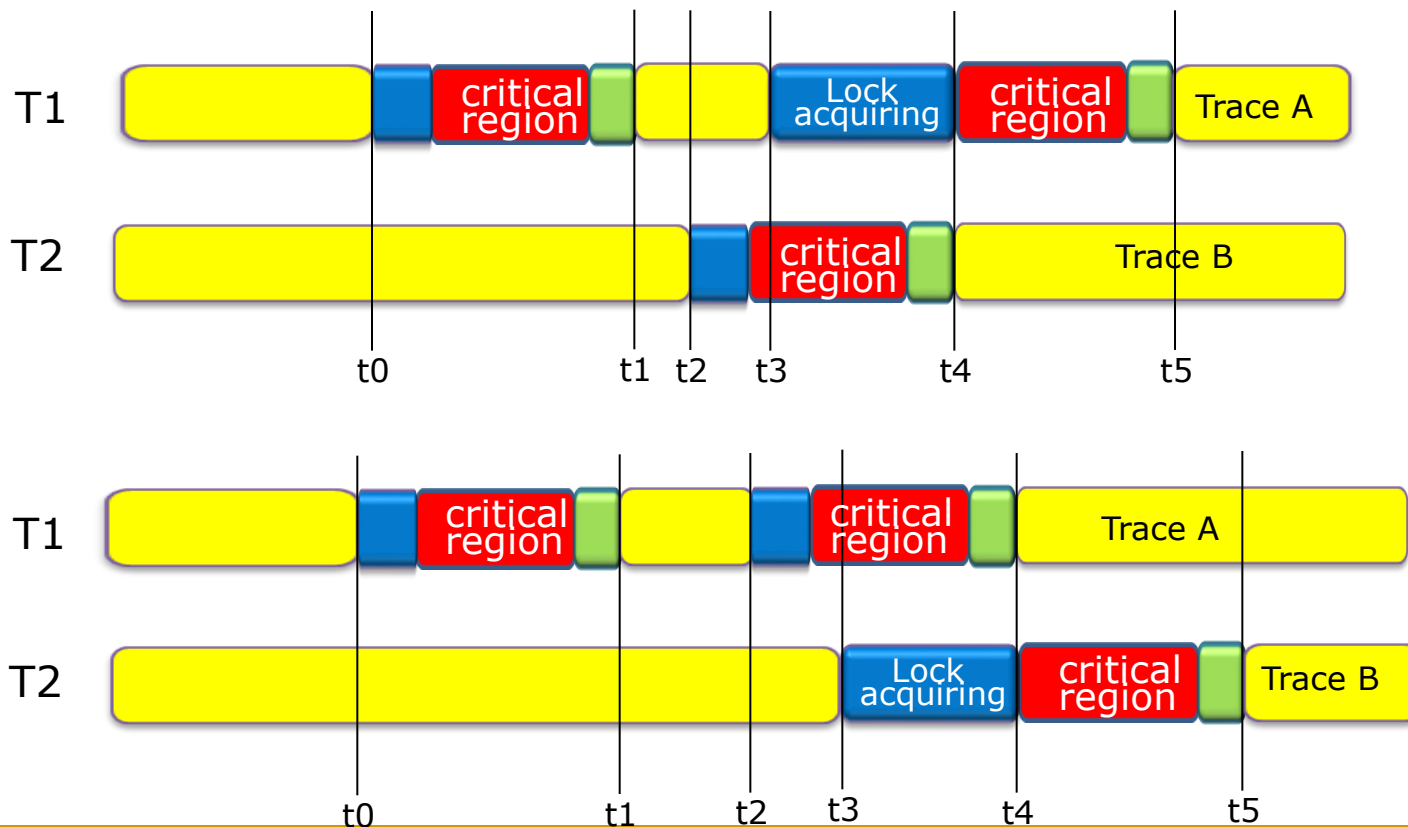 T1
critical
region
Lock
acquiring
critical
region
Trace A
T2
critical
region
Trace B
t0 t1 t2 t3 t4 t5
T1
critical
region
critical
region
Trace A
T2
Lock
acquiring
critical
region
Trace B
t0 t1 t2 t3 t4 t5